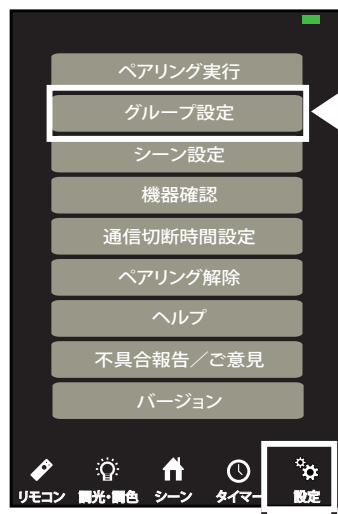 ペアリング実行
グループ設定
シーン設定
機器確認
通信切断時間設定
ペアリング解除
ヘルプ
不具合報告／ご意見
バージョン
リモコン 調光・調色 シーン タイマー 設定